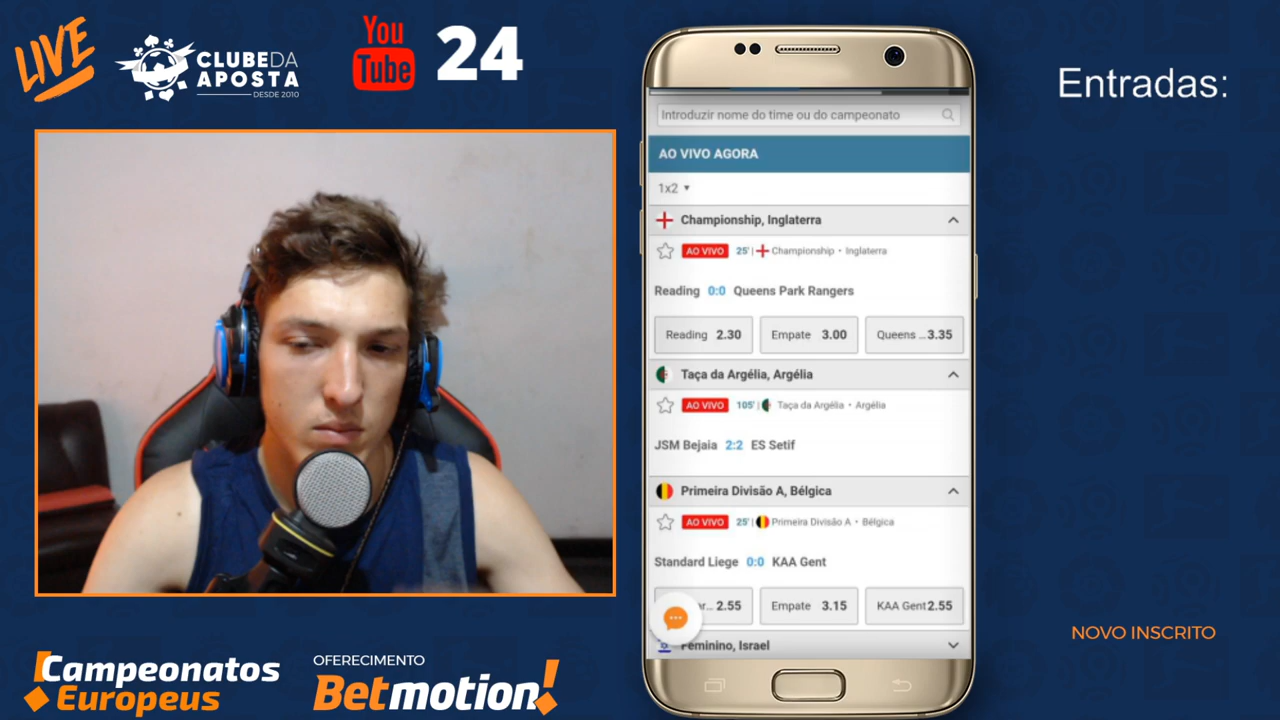 LIVE
CLUBEDA
APOSTA
DESDE 2010
You
Tube
24
Entradas:
Introduzir nome do time ou do campeonato
AO VIVO AGORA
1x2
Championship, Inglaterra
AO VIVO 25' | Championship • Inglaterra
Reading 0:0 Queens Park Rangers
Reading 2.30 Empate 3.00 Queens ... 3.35
Taça da Argélia, Argélia
AO VIVO 105' | Taça da Argélia • Argélia
JSM Bejaia 2:2 ES Setif
Primeira Divisão A, Bélgica
AO VIVO 25' | Primeira Divisão A • Bélgica
Standard Liege 0:0 KAA Gent
2.55 Empate 3.15 KAA Gent 2.55
Feminino, Israel
NOVO INSCRITO
Campeonatos
Europeus
OFERECIMENTO
Betmotion!